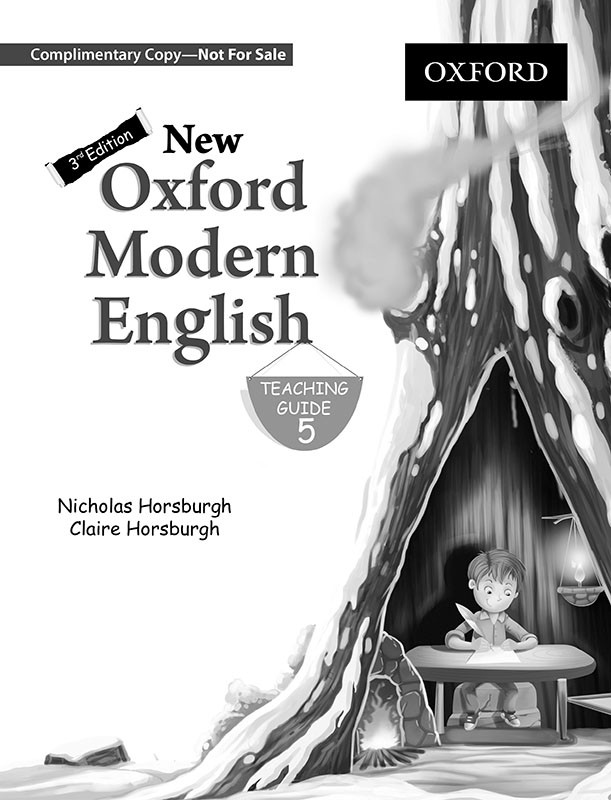 Complimentary Copy—Not For Sale
OXFORD
3rd Edition
New
Oxford
Modern
English
TEACHING
GUIDE
5
Nicholas Horsburgh
Claire Horsburgh